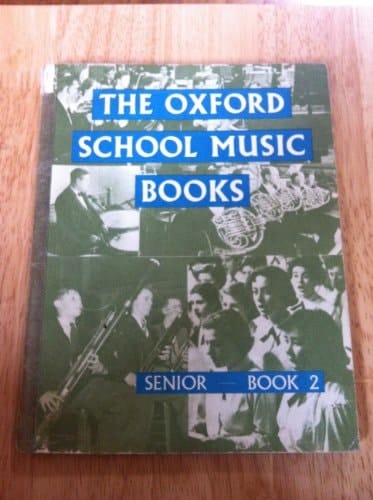 THE OXFORD
SCHOOL MUSIC
BOOKS
SENIOR — BOOK 2